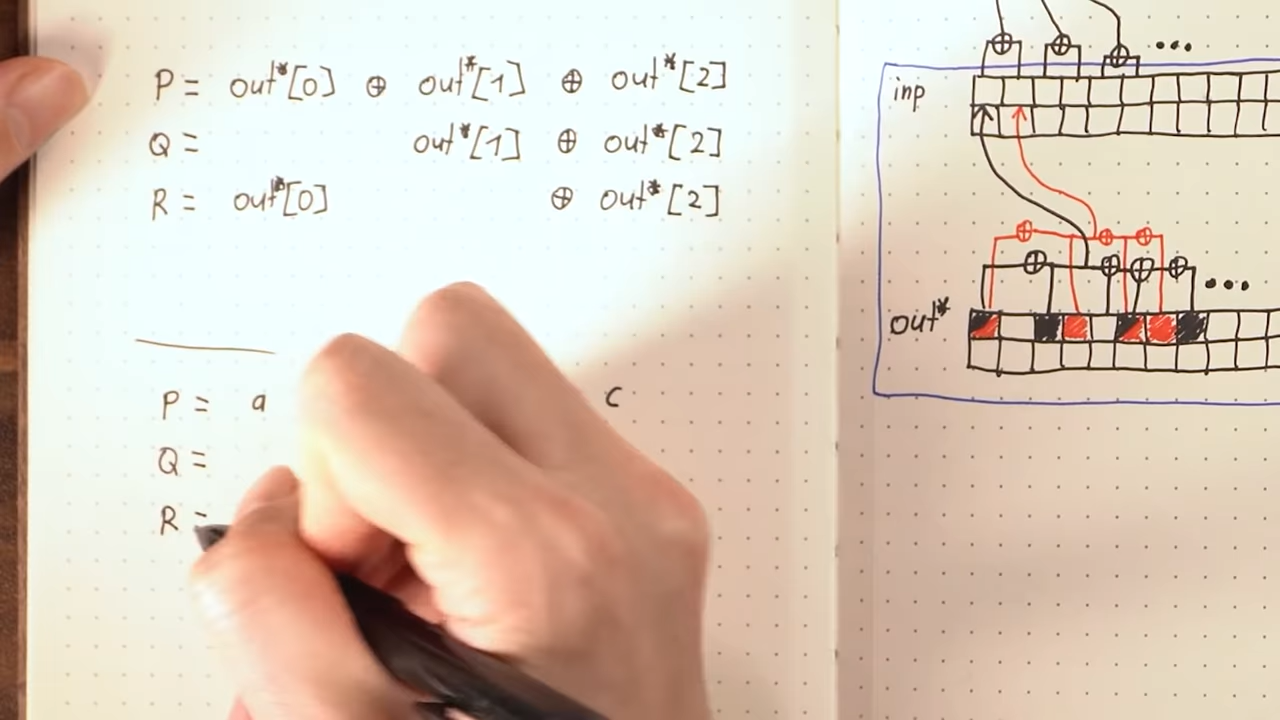 P = out*[0] ⊕ out*[1] ⊕ out*[2]
Q = out*[1] ⊕ out*[2]
R = out*[0] ⊕ out*[2]
P = a c
Q =
R =
inp
out*